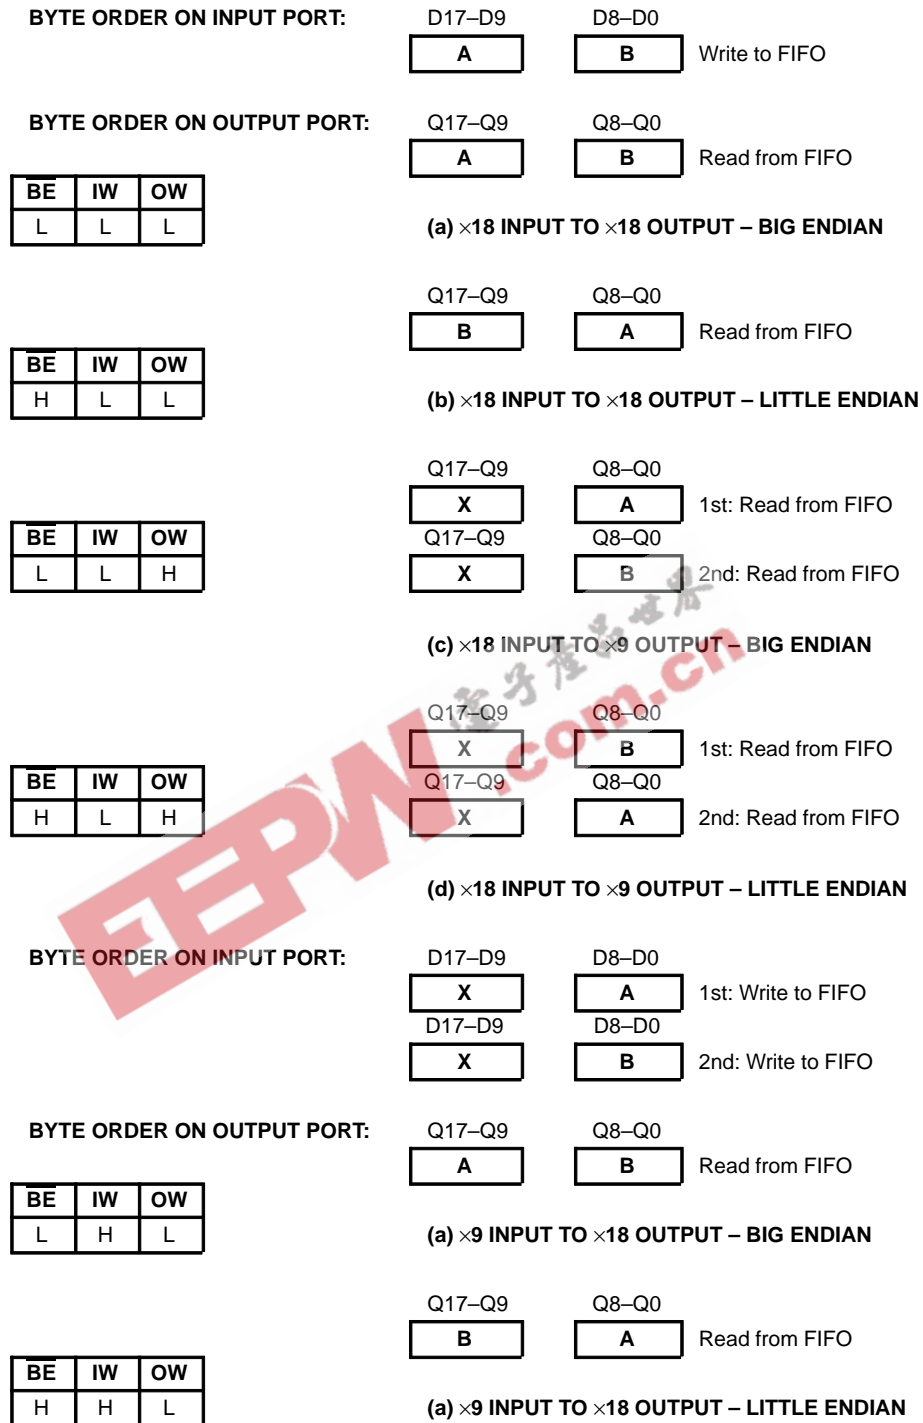 BYTE ORDER ON INPUT PORT: D17–D9 D8–D0
A B Write to FIFO
BYTE ORDER ON OUTPUT PORT: Q17–Q9 Q8–Q0
A B Read from FIFO
BE IW OW
L L L
(a) ×18 INPUT TO ×18 OUTPUT – BIG ENDIAN
Q17–Q9 Q8–Q0
B A Read from FIFO
BE IW OW
H L L
(b) ×18 INPUT TO ×18 OUTPUT – LITTLE ENDIAN
Q17–Q9 Q8–Q0
X A 1st: Read from FIFO
BE IW OW
Q17–Q9 Q8–Q0
L L H
X B 2nd: Read from FIFO
(c) ×18 INPUT TO ×9 OUTPUT – BIG ENDIAN
Q17–Q9 Q8–Q0
X B 1st: Read from FIFO
BE IW OW
Q17–Q9 Q8–Q0
H L H
X A 2nd: Read from FIFO
(d) ×18 INPUT TO ×9 OUTPUT – LITTLE ENDIAN
EEPW 電子產品世界
.com.cn
BYTE ORDER ON INPUT PORT: D17–D9 D8–D0
X A 1st: Write to FIFO
D17–D9 D8–D0
X B 2nd: Write to FIFO
BYTE ORDER ON OUTPUT PORT: Q17–Q9 Q8–Q0
A B Read from FIFO
BE IW OW
L H L
(a) ×9 INPUT TO ×18 OUTPUT – BIG ENDIAN
Q17–Q9 Q8–Q0
B A Read from FIFO
BE IW OW
H H L
(a) ×9 INPUT TO ×18 OUTPUT – LITTLE ENDIAN